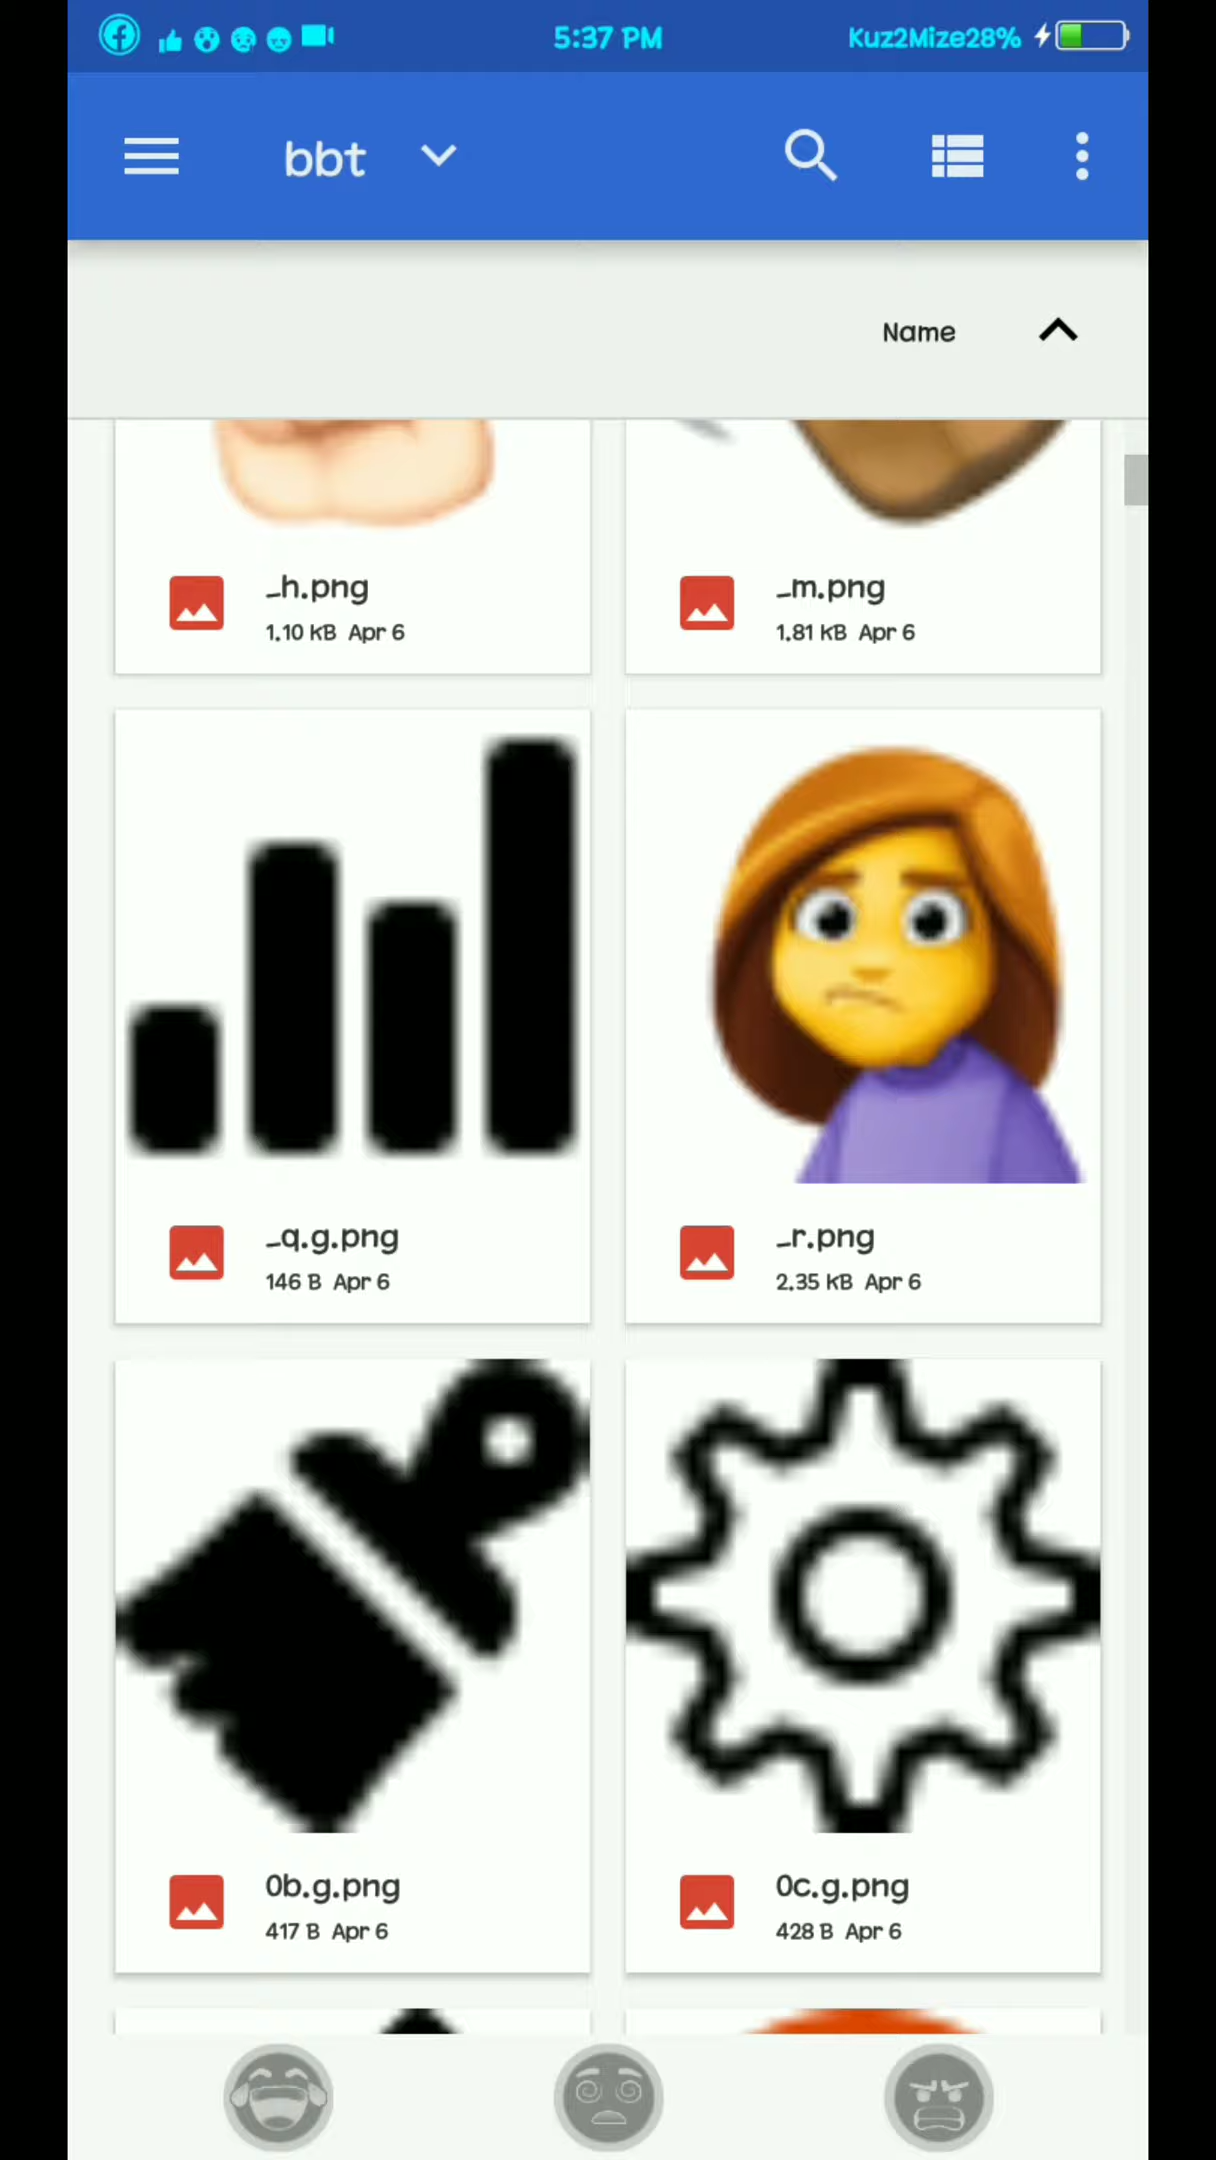 5:37 PM
Kuz2Mize28%
bbt
Name
_h.png
1.10 KB Apr 6
_m.png
1.81 KB Apr 6
_q.g.png
146 B Apr 6
_r.png
2.35 KB Apr 6
0b.g.png
417 B Apr 6
0c.g.png
428 B Apr 6